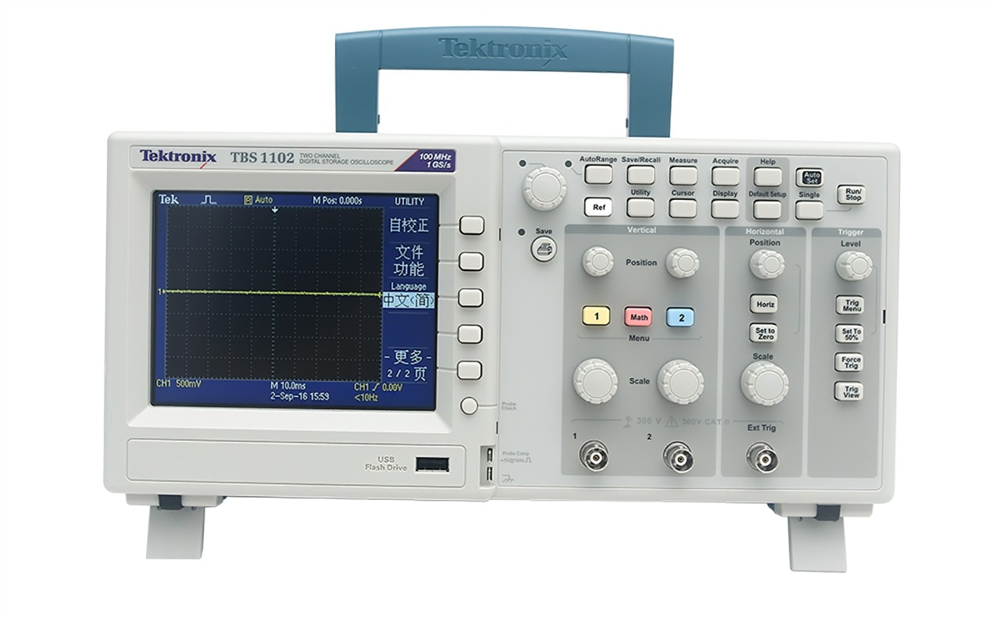 Tektronix
Tektronix TBS 1102 TWO CHANNEL
DIGITAL STORAGE OSCILLOSCOPE
100 MHz
1 GS/s
Tek Auto M Pos: 0.000s UTILITY
自校正
文件
功能
Language
中文(简)
- 更多 -
2 / 2 页
1
CH1 500mV M 10.0ms CH1 0.00V
2-Sep-16 15:59 <10Hz
Probe
Check
USB
Flash Drive
Probe Comp
AutoRange Save/Recall Measure Acquire Help
Auto
Set
Ref
Utility Cursor Display Default Setup Single
Run/
Stop
Save
Vertical
Position
1 Math 2
Menu
Scale
300 V 300V CAT II
1 2
Horizontal
Position
Horiz
Set to
Zero
Scale
Ext Trig
Trigger
Level
Trig
Menu
Set To
50%
Force
Trig
Trig
View